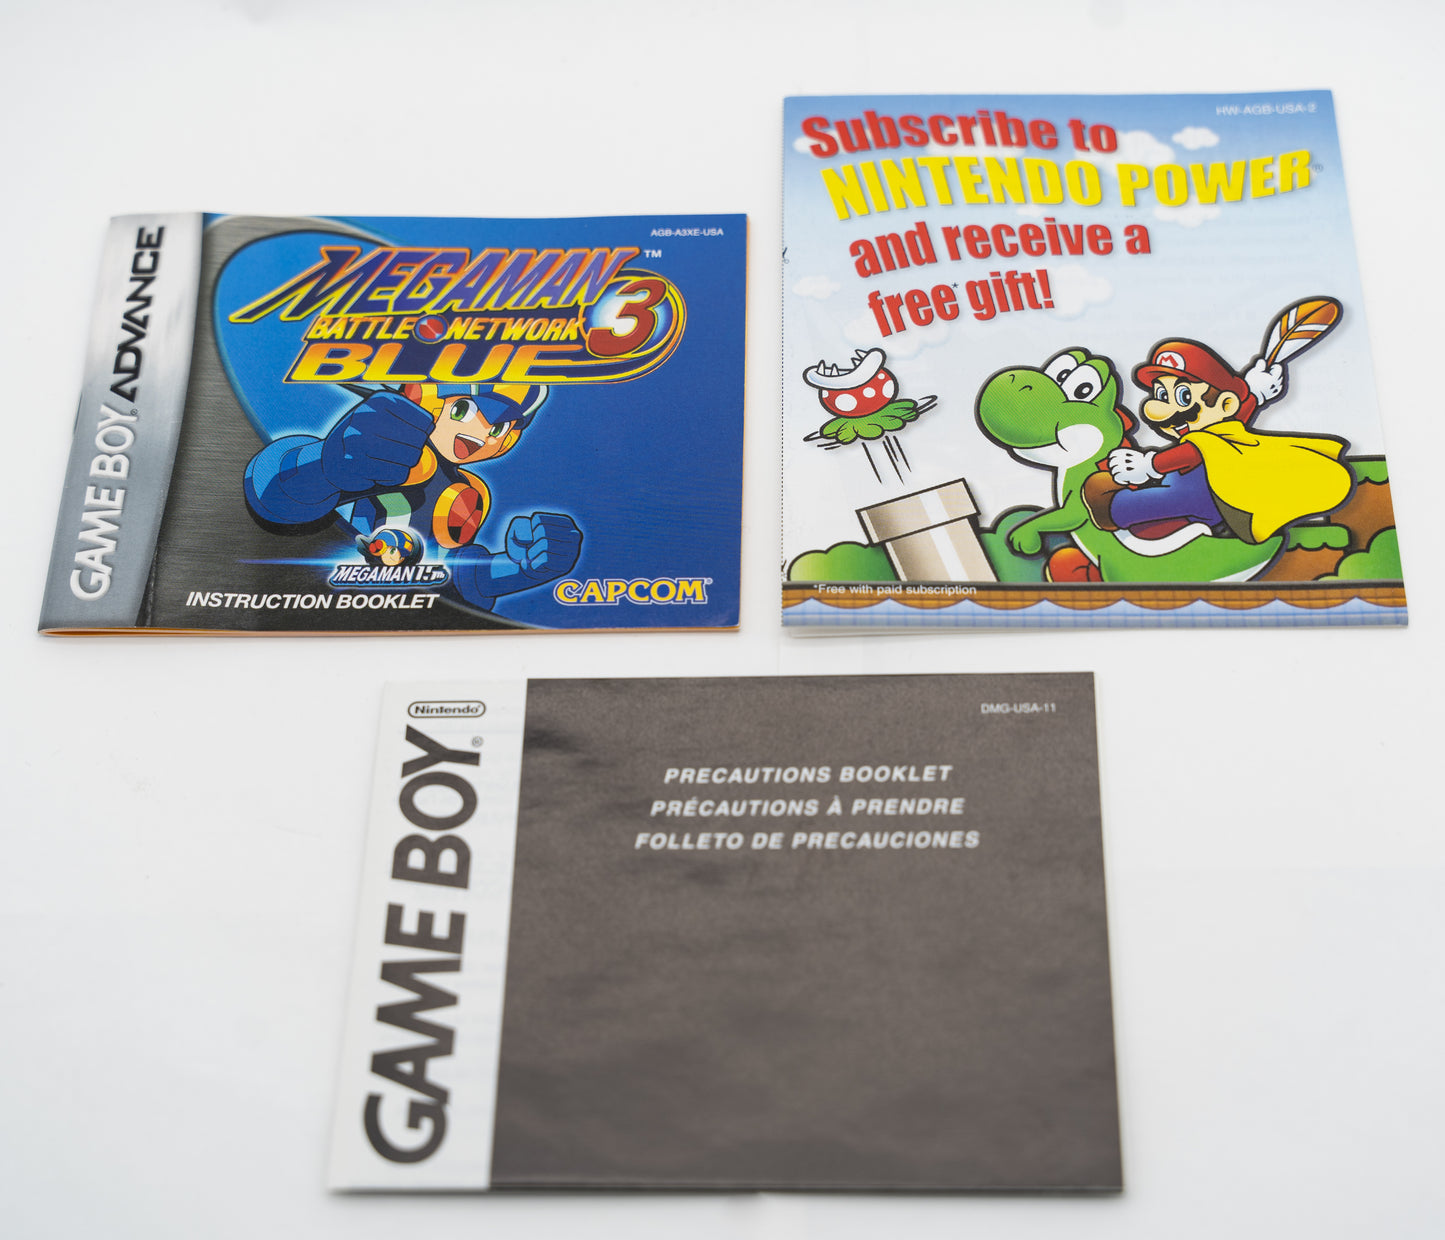 GAME BOY® ADVANCE
AGB-A3XE-USA
MEGAMAN™
BATTLE NETWORK 3
BLUE
MEGAMAN 15th
INSTRUCTION BOOKLET
CAPCOM®
HW-AGB-USA-2
Subscribe to
NINTENDO POWER®
and receive a
free* gift!
M
*Free with paid subscription
Nintendo®
GAME BOY®
DMG-USA-11
PRECAUTIONS BOOKLET
PRÉCAUTIONS À PRENDRE
FOLLETO DE PRECAUCIONES